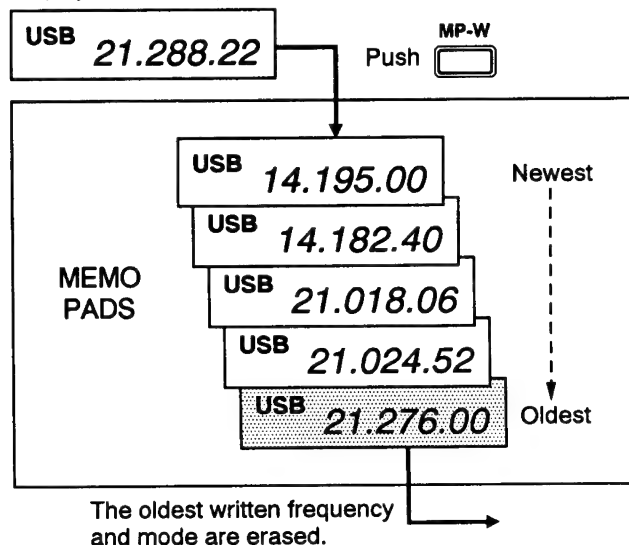 USB 21.288.22
MP-W
Push
USB 14.195.00
Newest
USB 14.182.40
MEMO
PADS
USB 21.018.06
USB 21.024.52
USB 21.276.00
Oldest
The oldest written frequency
and mode are erased.